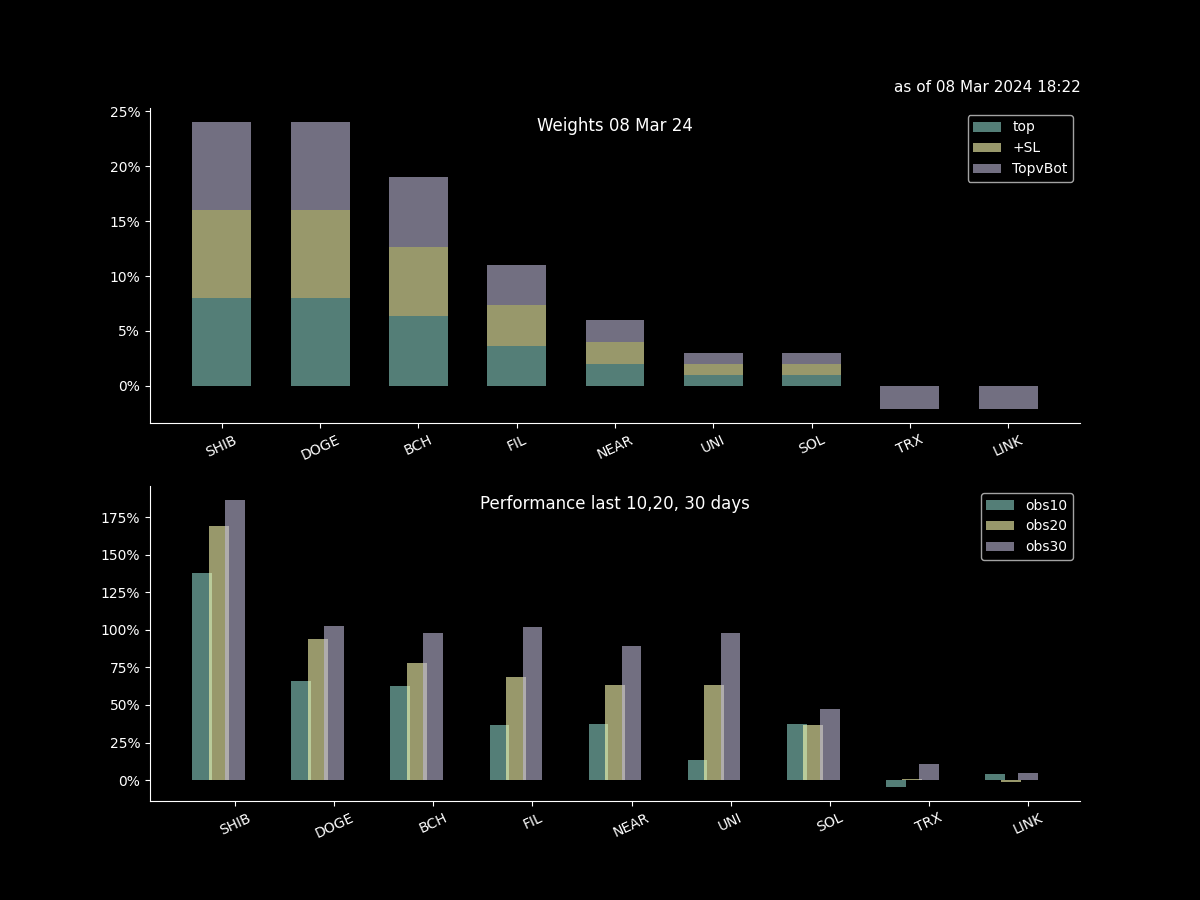 as of 08 Mar 2024 18:22
Weights 08 Mar 24
top
+SL
TopvBot
25%
20%
15%
10%
5%
0%
SHIB DOGE BCH FIL NEAR UNI SOL TRX LINK
Performance last 10,20, 30 days
obs10
obs20
obs30
175%
150%
125%
100%
75%
50%
25%
0%
SHIB DOGE BCH FIL NEAR UNI SOL TRX LINK